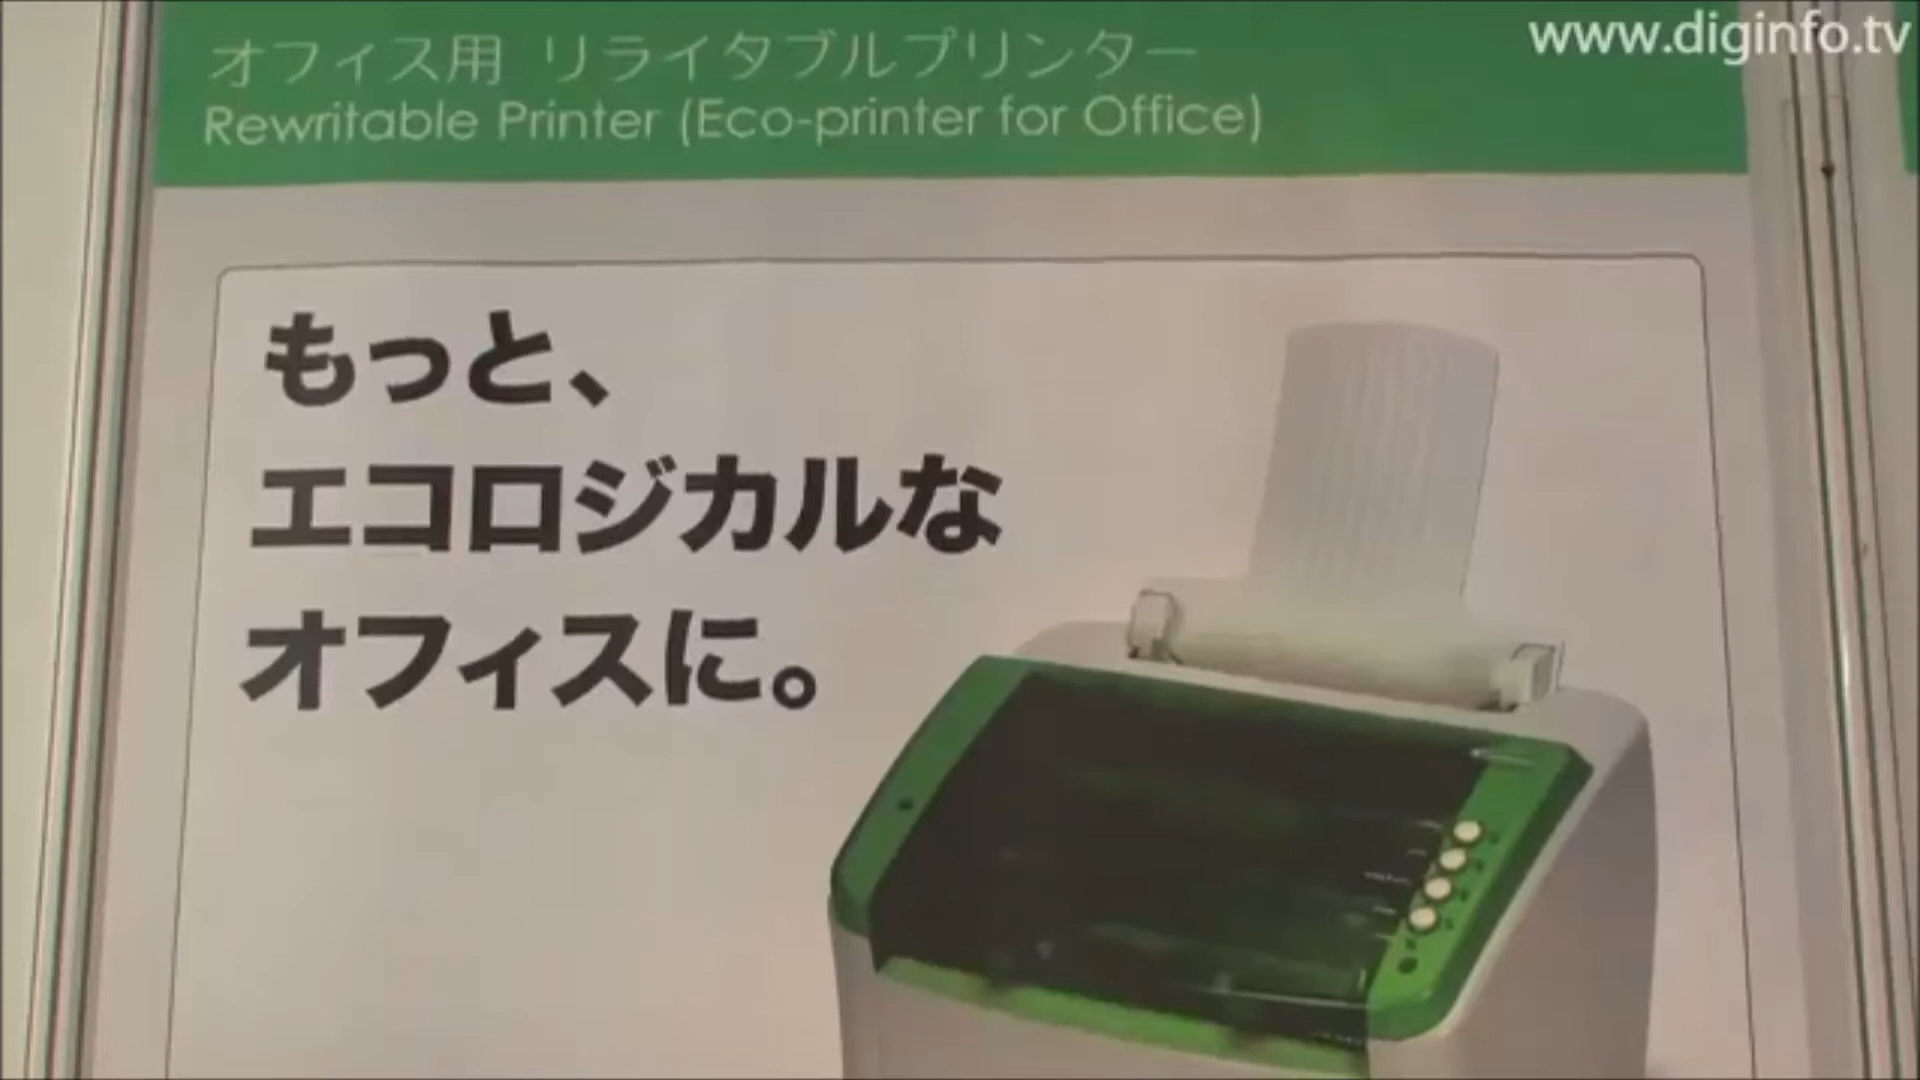 www.diginfo.tv
オフィス用 リライタブルプリンター
Rewritable Printer (Eco-printer for Office)
もっと、
エコロジカルな
オフィスに。